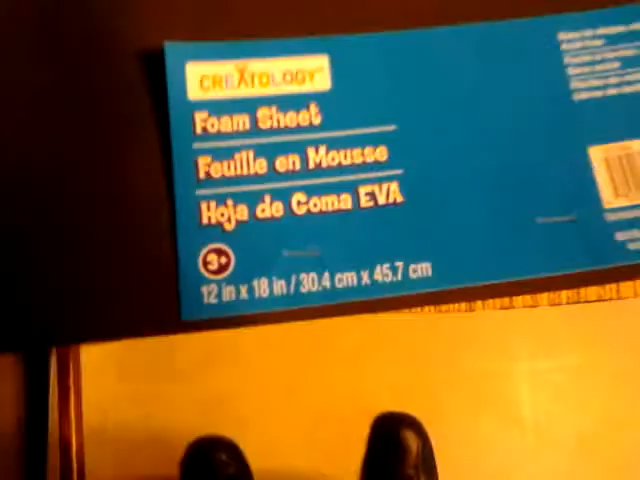 CREATOLOGY
Foam Sheet
Feuille en Mousse
Hoja de Goma EVA
3+
12 in x 18 in / 30.4 cm x 45.7 cm